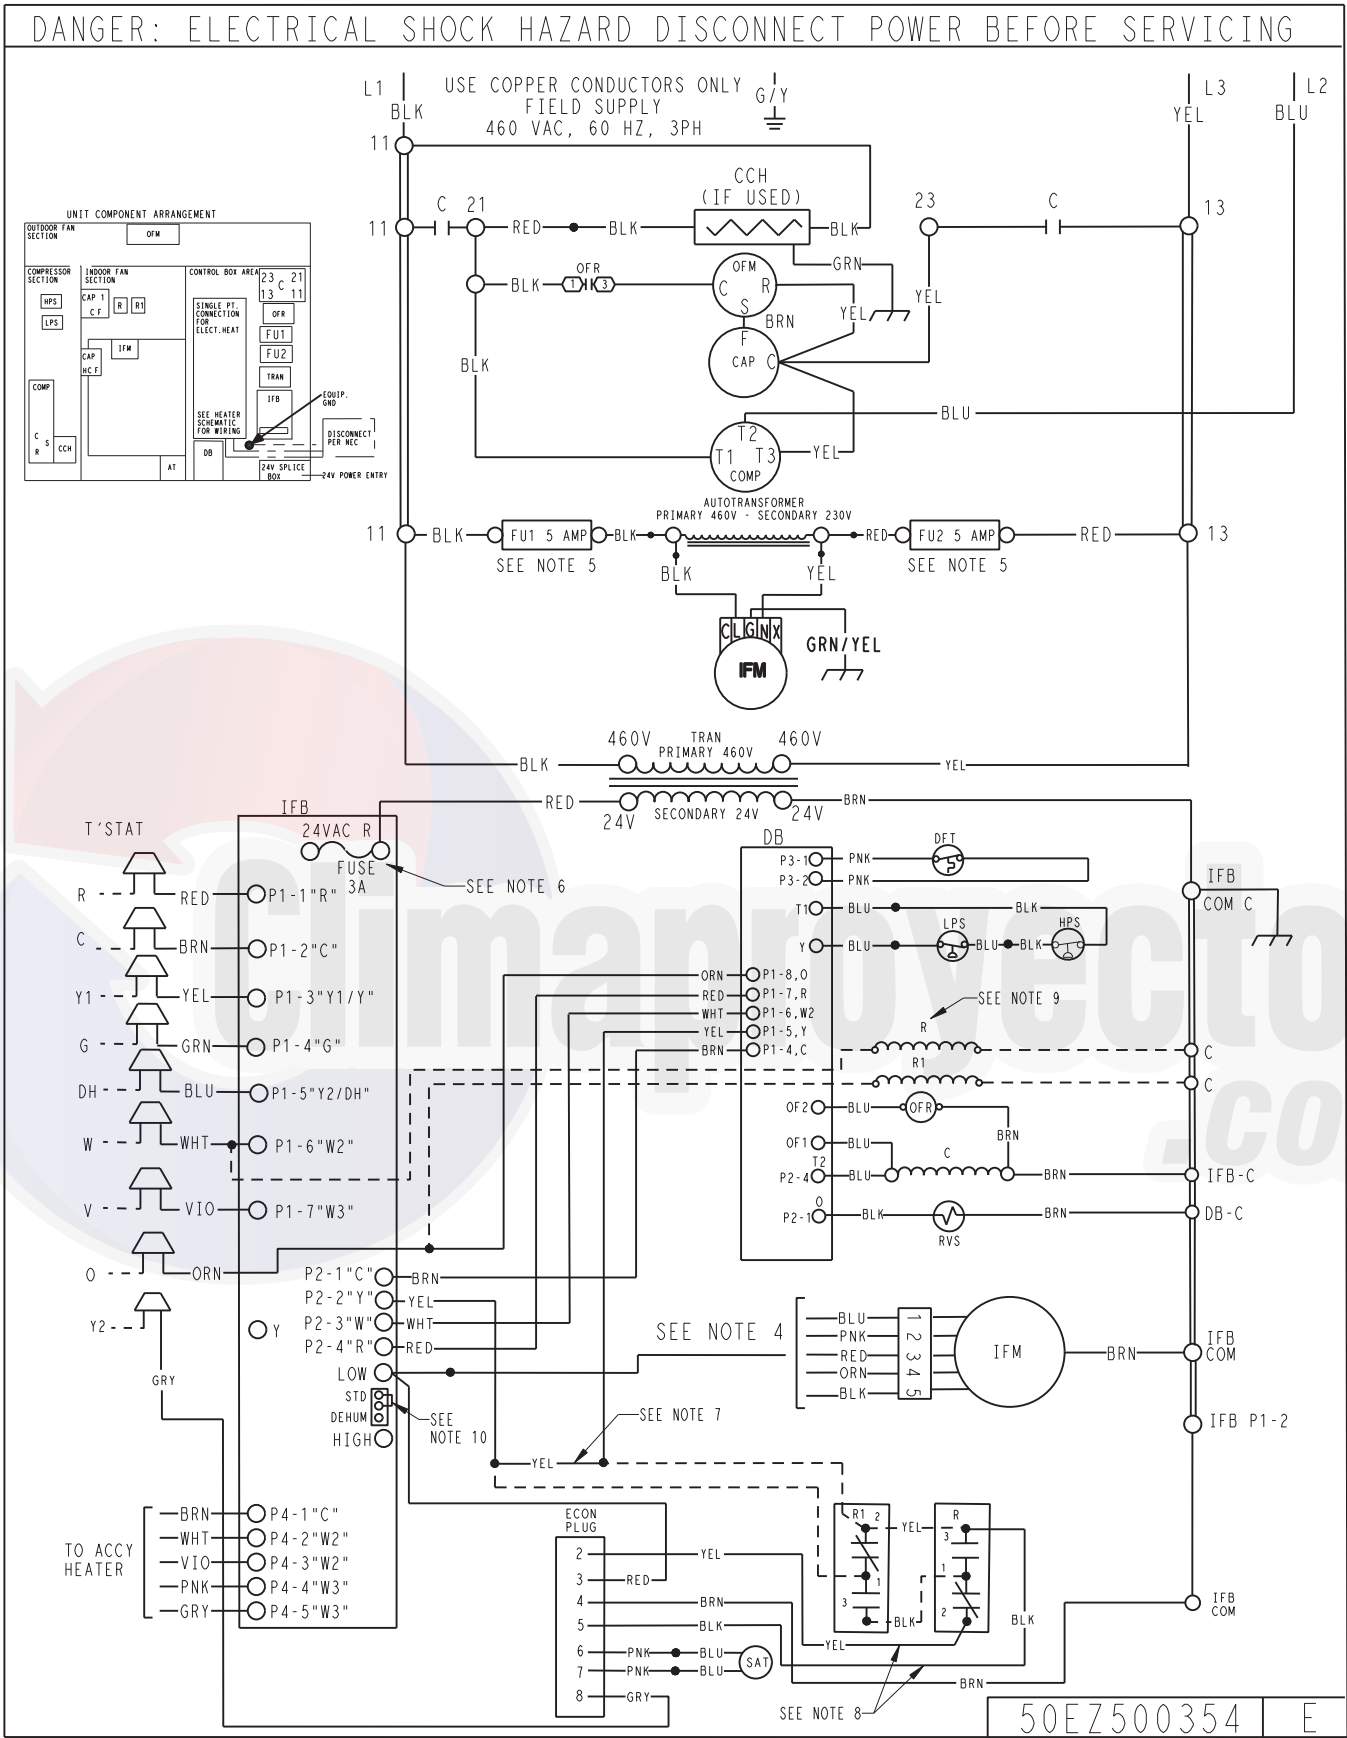 DANGER: ELECTRICAL SHOCK HAZARD DISCONNECT POWER BEFORE SERVICING
L1
BLK
USE COPPER CONDUCTORS ONLY
FIELD SUPPLY
460 VAC, 60 HZ, 3PH
G/Y
L3
YEL
L2
BLU
11
CCH
(IF USED)
11
C
21
RED
BLK
BLK
23
C
13
GRN
BLK
OFR
1
3
OFM
C
R
S
BRN
YEL
YEL
F
CAP
C
BLK
BLU
T2
T1
T3
COMP
YEL
UNIT COMPONENT ARRANGEMENT
OUTDOOR FAN
SECTION
OFM
COMPRESSOR
SECTION
INDOOR FAN
SECTION
CONTROL BOX AREA
23
21
C
13
11
HPS
LPS
CAP 1
C F
R
R1
SINGLE PT.
CONNECTION
FOR
ELECT.HEAT
OFR
FU1
FU2
IFM
CAP
HC F
TRAN
COMP
IFB
EQUIP.
GND
SEE HEATER
SCHEMATIC
FOR WIRING
DISCONNECT
PER NEC
C
S
R
CCH
DB
AT
24V SPLICE
BOX
24V POWER ENTRY
AUTOTRANSFORMER
PRIMARY 460V - SECONDARY 230V
11
BLK
FU1 5 AMP
BLK
RED
FU2 5 AMP
RED
13
SEE NOTE 5
SEE NOTE 5
BLK
YEL
C L G N X
IFM
GRN/YEL
460V
TRAN
PRIMARY 460V
460V
BLK
YEL
RED
24V
SECONDARY 24V
24V
BRN
IFB
24VAC R
FUSE
3A
SEE NOTE 6
T'STAT
R
RED
P1-1"R"
C
BRN
P1-2"C"
Y1
YEL
P1-3"Y1/Y"
G
GRN
P1-4"G"
DH
BLU
P1-5"Y2/DH"
W
WHT
P1-6"W2"
V
VIO
P1-7"W3"
O
ORN
Y2
GRY
DB
P3-1
PNK
DFT
P3-2
PNK
T1
BLU
BLK
Y
BLU
LPS
BLU
BLK
HPS
ORN
P1-8,O
RED
P1-7,R
WHT
P1-6,W2
YEL
P1-5,Y
BRN
P1-4,C
SEE NOTE 9
R
R1
C
C
OF2
BLU
OFR
BRN
OF1
BLU
T2
P2-4
BLU
C
BRN
O
P2-1
BLK
RVS
BRN
IFB
COM C
IFB-C
DB-C
P2-1"C"
BRN
P2-2"Y"
YEL
P2-3"W"
WHT
P2-4"R"
RED
Y
LOW
STD
DEHUM
HIGH
SEE
NOTE 10
SEE NOTE 4
BLU
PNK
RED
ORN
BLK
1
2
3
4
5
IFM
BRN
IFB
COM
IFB P1-2
SEE NOTE 7
YEL
TO ACCY
HEATER
BRN
P4-1"C"
WHT
P4-2"W2"
VIO
P4-3"W2"
PNK
P4-4"W3"
GRY
P4-5"W3"
ECON
PLUG
2
YEL
3
RED
4
BRN
5
BLK
6
PNK
BLU
7
PNK
BLU
SAT
8
GRY
R1
2
1
3
YEL
R
3
1
2
BLK
YEL
BLK
BRN
IFB
COM
SEE NOTE 8
50EZ500354
E
Climaproyecto
.co